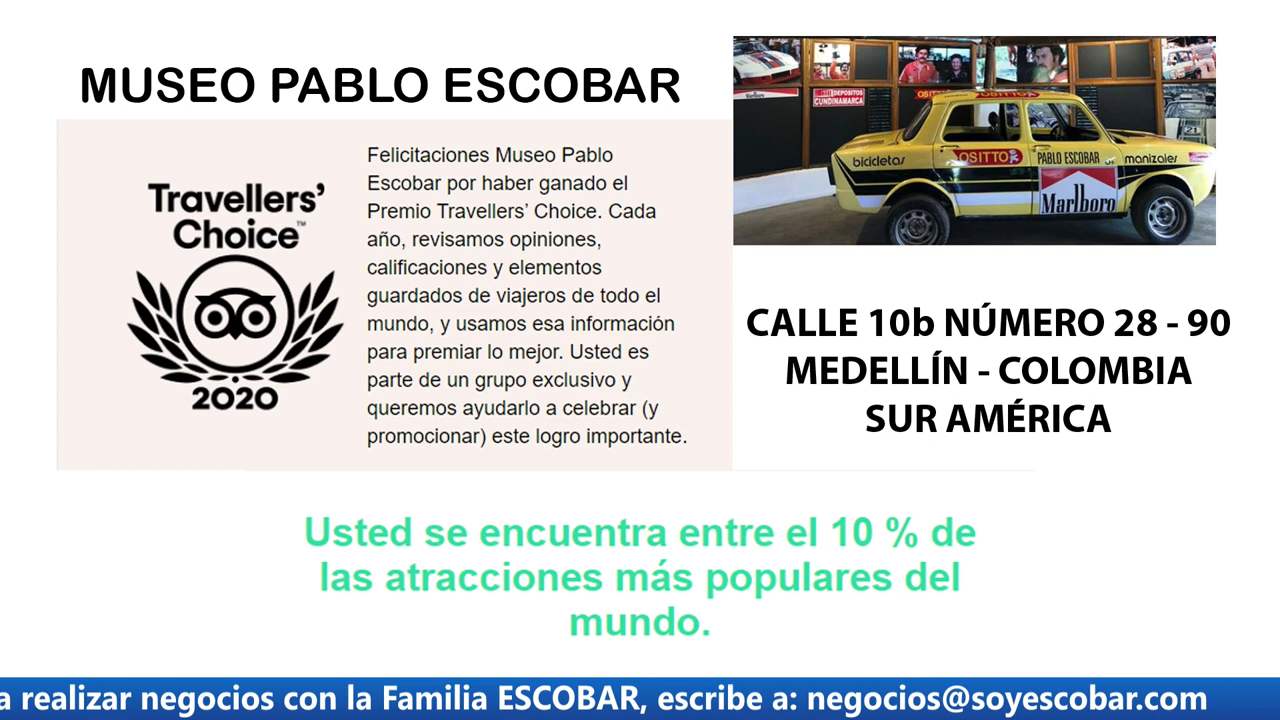 MUSEO PABLO ESCOBAR
Travellers'
Choice™
2020
Felicitaciones Museo Pablo
Escobar por haber ganado el
Premio Travellers' Choice. Cada
año, revisamos opiniones,
calificaciones y elementos
guardados de viajeros de todo el
mundo, y usamos esa información
para premiar lo mejor. Usted es
parte de un grupo exclusivo y
queremos ayudarlo a celebrar (y
promocionar) este logro importante.
Marlboro
DEPOSITOS
CUNDINAMARCA
21
bicicletas
OSITTO
PABLO ESCOBAR
manizales
Marlboro
CALLE 10b NÚMERO 28 - 90
MEDELLÍN - COLOMBIA
SUR AMÉRICA
Usted se encuentra entre el 10 % de
las atracciones más populares del
mundo.
a realizar negocios con la Familia ESCOBAR, escribe a: negocios@soyescobar.com